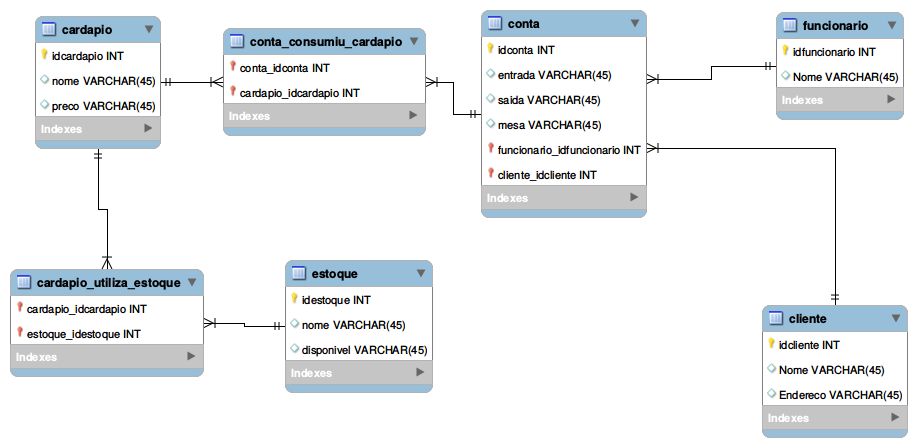 cardapio
idcardapio INT
nome VARCHAR(45)
preco VARCHAR(45)
Indexes
conta_consumiu_cardapio
conta_idconta INT
cardapio_idcardapio INT
Indexes
conta
idconta INT
entrada VARCHAR(45)
saida VARCHAR(45)
mesa VARCHAR(45)
funcionario_idfuncionario INT
cliente_idcliente INT
Indexes
funcionario
idfuncionario INT
Nome VARCHAR(45)
Indexes
cardapio_utiliza_estoque
cardapio_idcardapio INT
estoque_idestoque INT
Indexes
estoque
idestoque INT
nome VARCHAR(45)
disponivel VARCHAR(45)
Indexes
cliente
idcliente INT
Nome VARCHAR(45)
Endereco VARCHAR(45)
Indexes